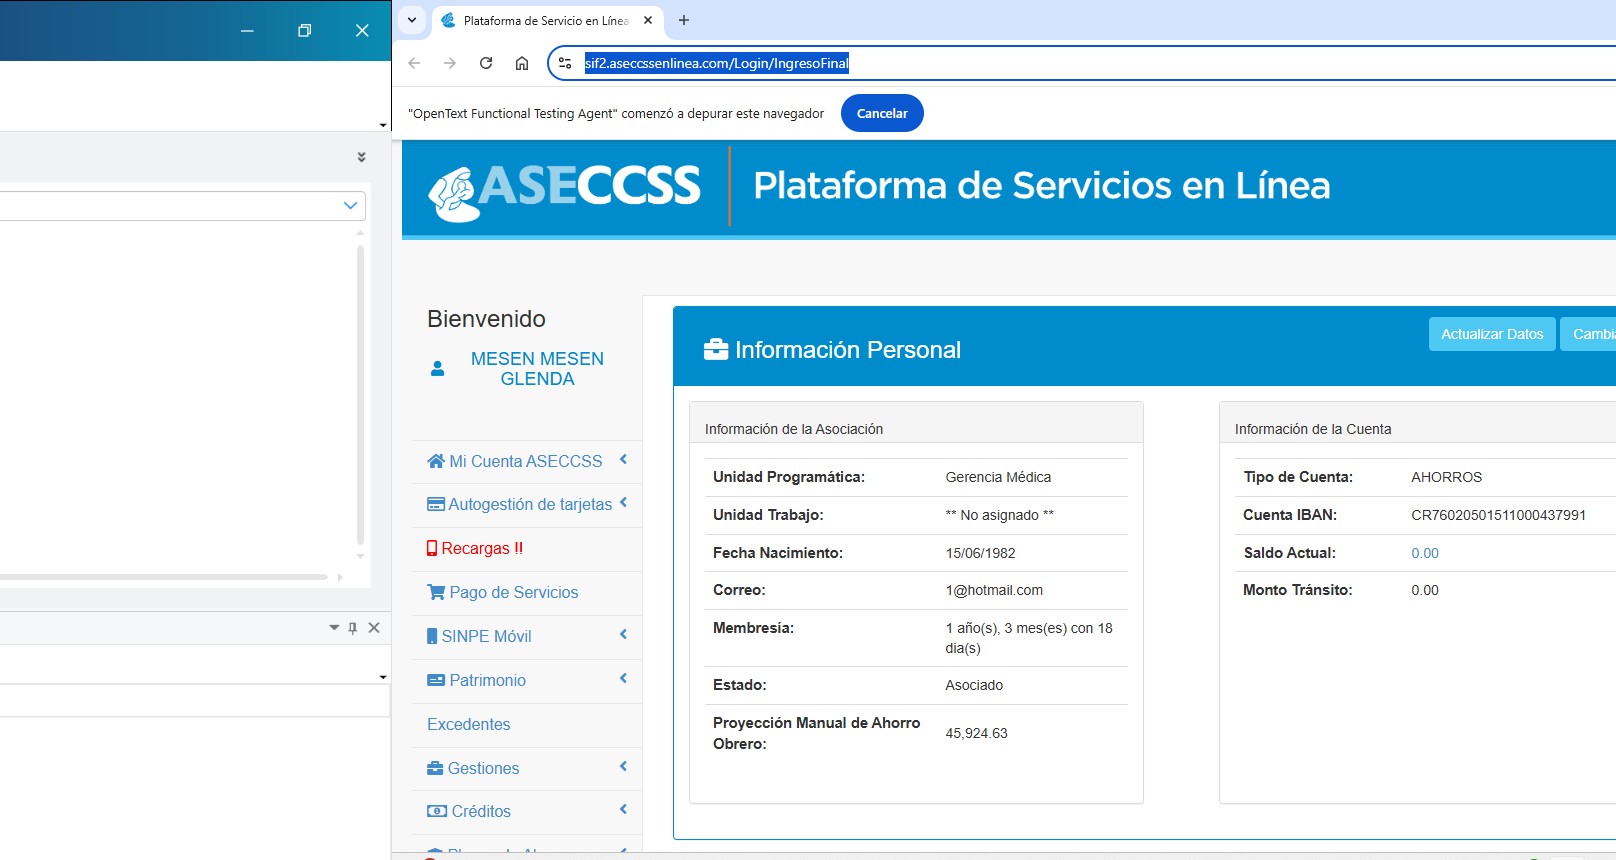 Plataforma de Servicio en Línea
sif2.aseccssenlinea.com/Login/IngresoFinal
"OpenText Functional Testing Agent" comenzó a depurar este navegador
Cancelar
ASECCSS
Plataforma de Servicios en Línea
Bienvenido
MESEN MESEN
GLENDA
Mi Cuenta ASECCSS
Autogestión de tarjetas
Recargas !!
Pago de Servicios
SINPE Móvil
Patrimonio
Excedentes
Gestiones
Créditos
Información Personal
Actualizar Datos
Información de la Asociación
Unidad Programática: Gerencia Médica
Unidad Trabajo: ** No asignado **
Fecha Nacimiento: 15/06/1982
Correo: 1@hotmail.com
Membresía: 1 año(s), 3 mes(es) con 18
dia(s)
Estado: Asociado
Proyección Manual de Ahorro
Obrero: 45,924.63
Información de la Cuenta
Tipo de Cuenta: AHORROS
Cuenta IBAN: CR76020501511000437991
Saldo Actual: 0.00
Monto Tránsito: 0.00